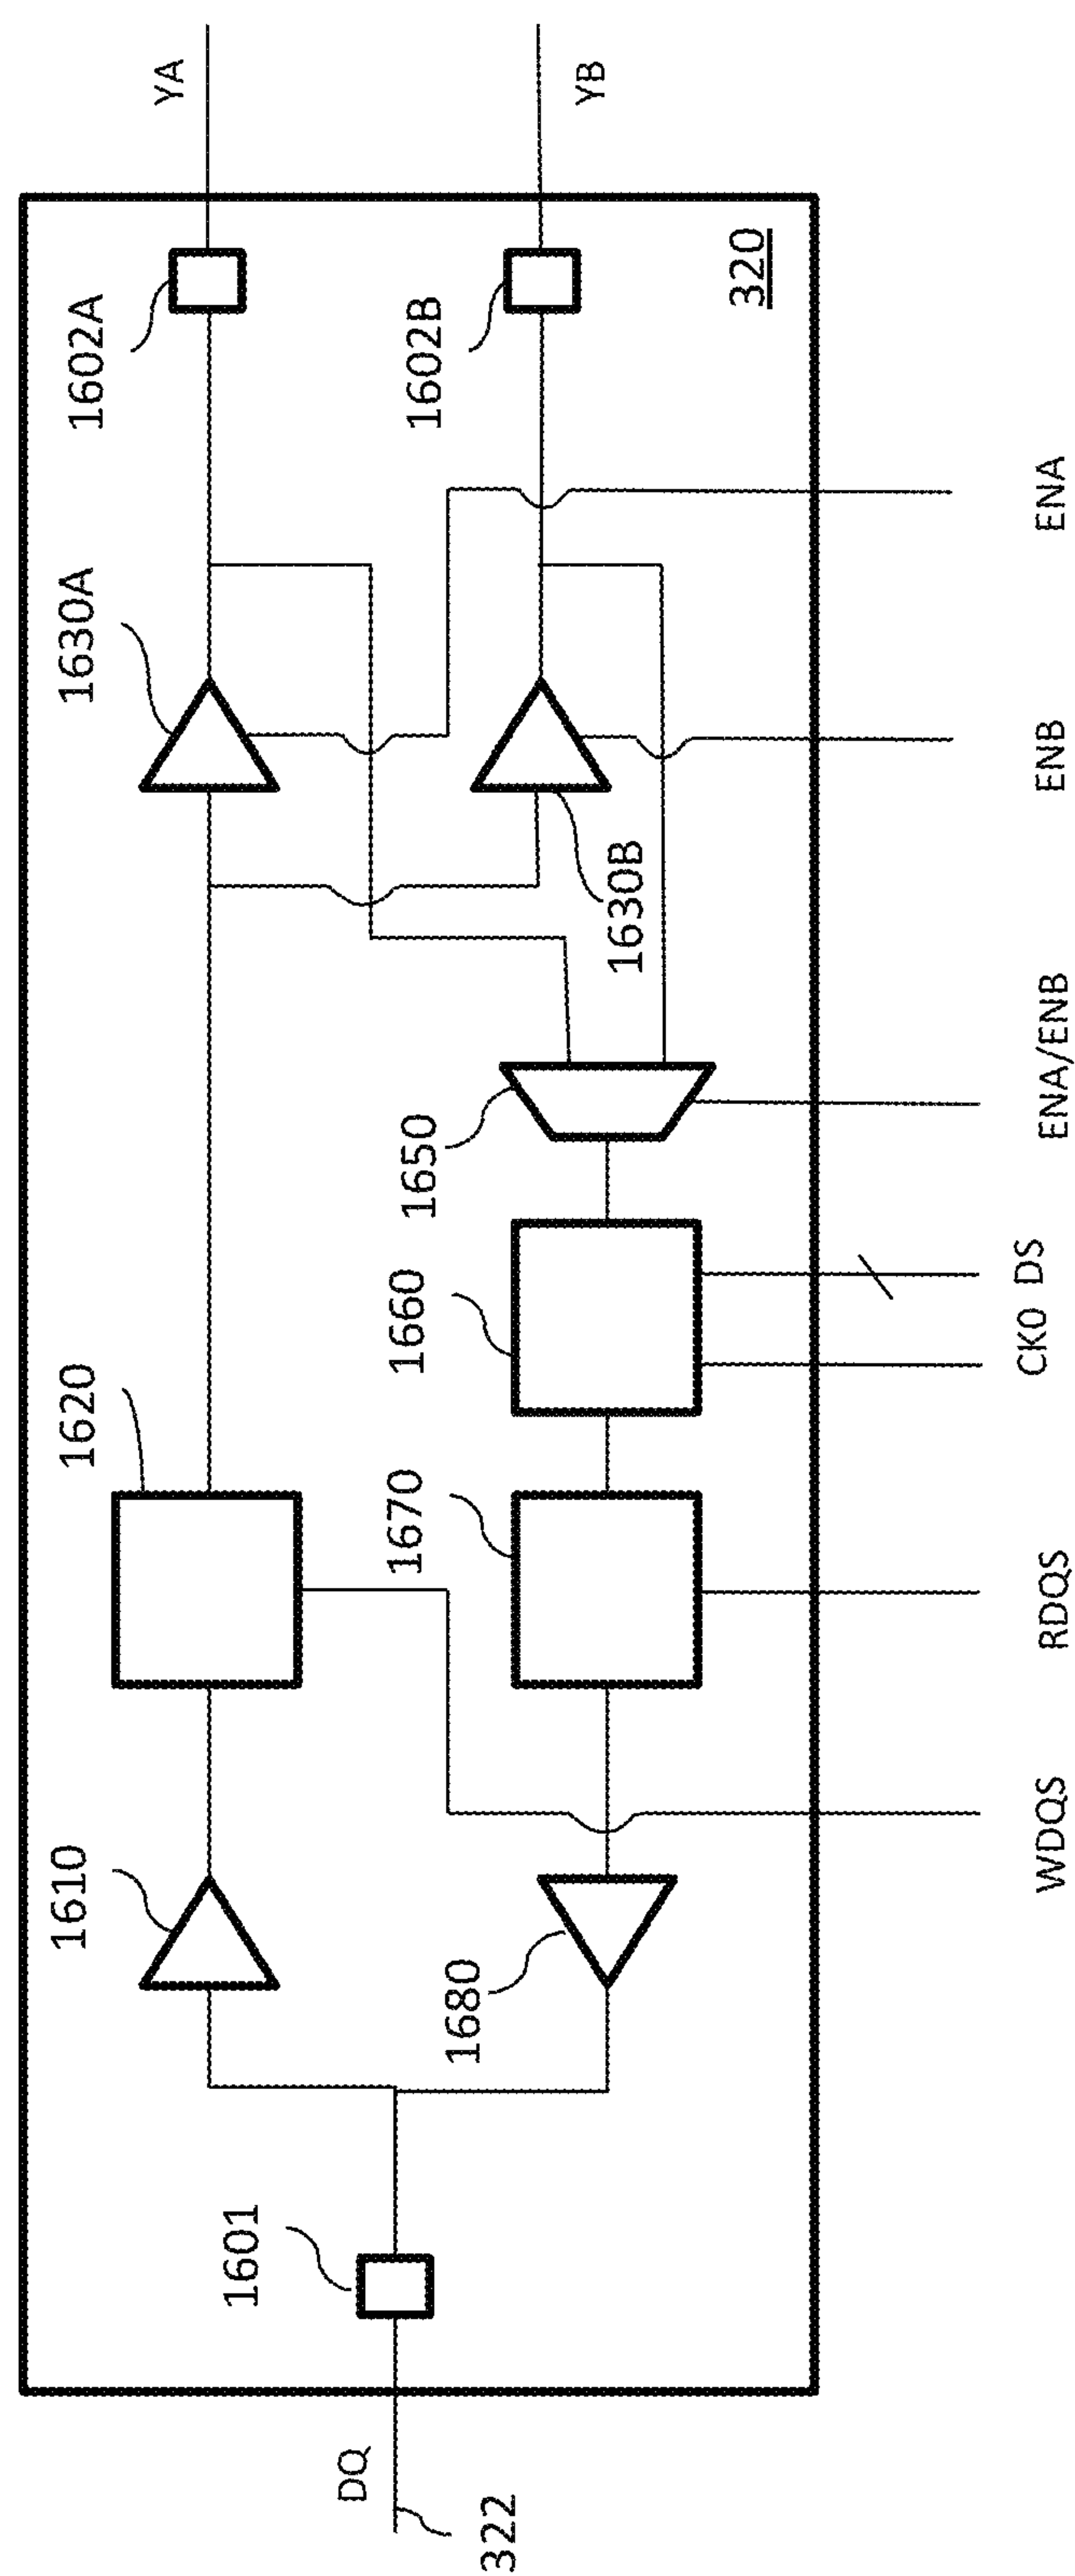 YA
YB
1602A
1602B
320
1630A
1630B
ENA
ENB
ENA/ENB
1650
1660
CK0 DS
1620
1670
RDQS
1610
1680
WDQS
1601
DQ
322